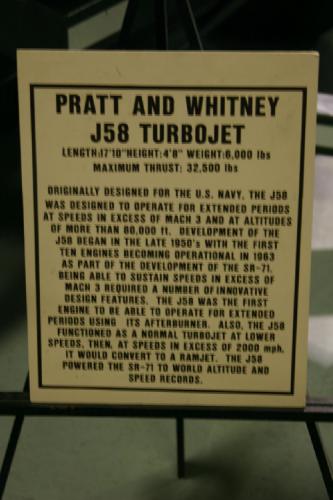 PRATT AND WHITNEY
J58 TURBOJET
LENGTH:17'10"HEIGHT:4'8" WEIGHT:6,000 lbs
MAXIMUM THRUST: 32,500 lbs
ORIGINALLY DESIGNED FOR THE U.S. NAVY, THE J58
WAS DESIGNED TO OPERATE FOR EXTENDED PERIODS
AT SPEEDS IN EXCESS OF MACH 3 AND AT ALTITUDES
OF MORE THAN 80,000 ft. DEVELOPMENT OF THE
J58 BEGAN IN THE LATE 1950's WITH THE FIRST
TEN ENGINES BECOMING OPERATIONAL IN 1963
AS PART OF THE DEVELOPMENT OF THE SR-71.
BEING ABLE TO SUSTAIN SPEEDS IN EXCESS OF
MACH 3 REQUIRED A NUMBER OF INNOVATIVE
DESIGN FEATURES. THE J58 WAS THE FIRST
ENGINE TO BE ABLE TO OPERATE FOR EXTENDED
PERIODS USING ITS AFTERBURNER. ALSO, THE J58
FUNCTIONED AS A NORMAL TURBOJET AT LOWER
SPEEDS, THEN, AT SPEEDS IN EXCESS OF 2000 mph,
IT WOULD CONVERT TO A RAMJET. THE J58
POWERED THE SR-71 TO WORLD ALTITUDE AND
SPEED RECORDS.